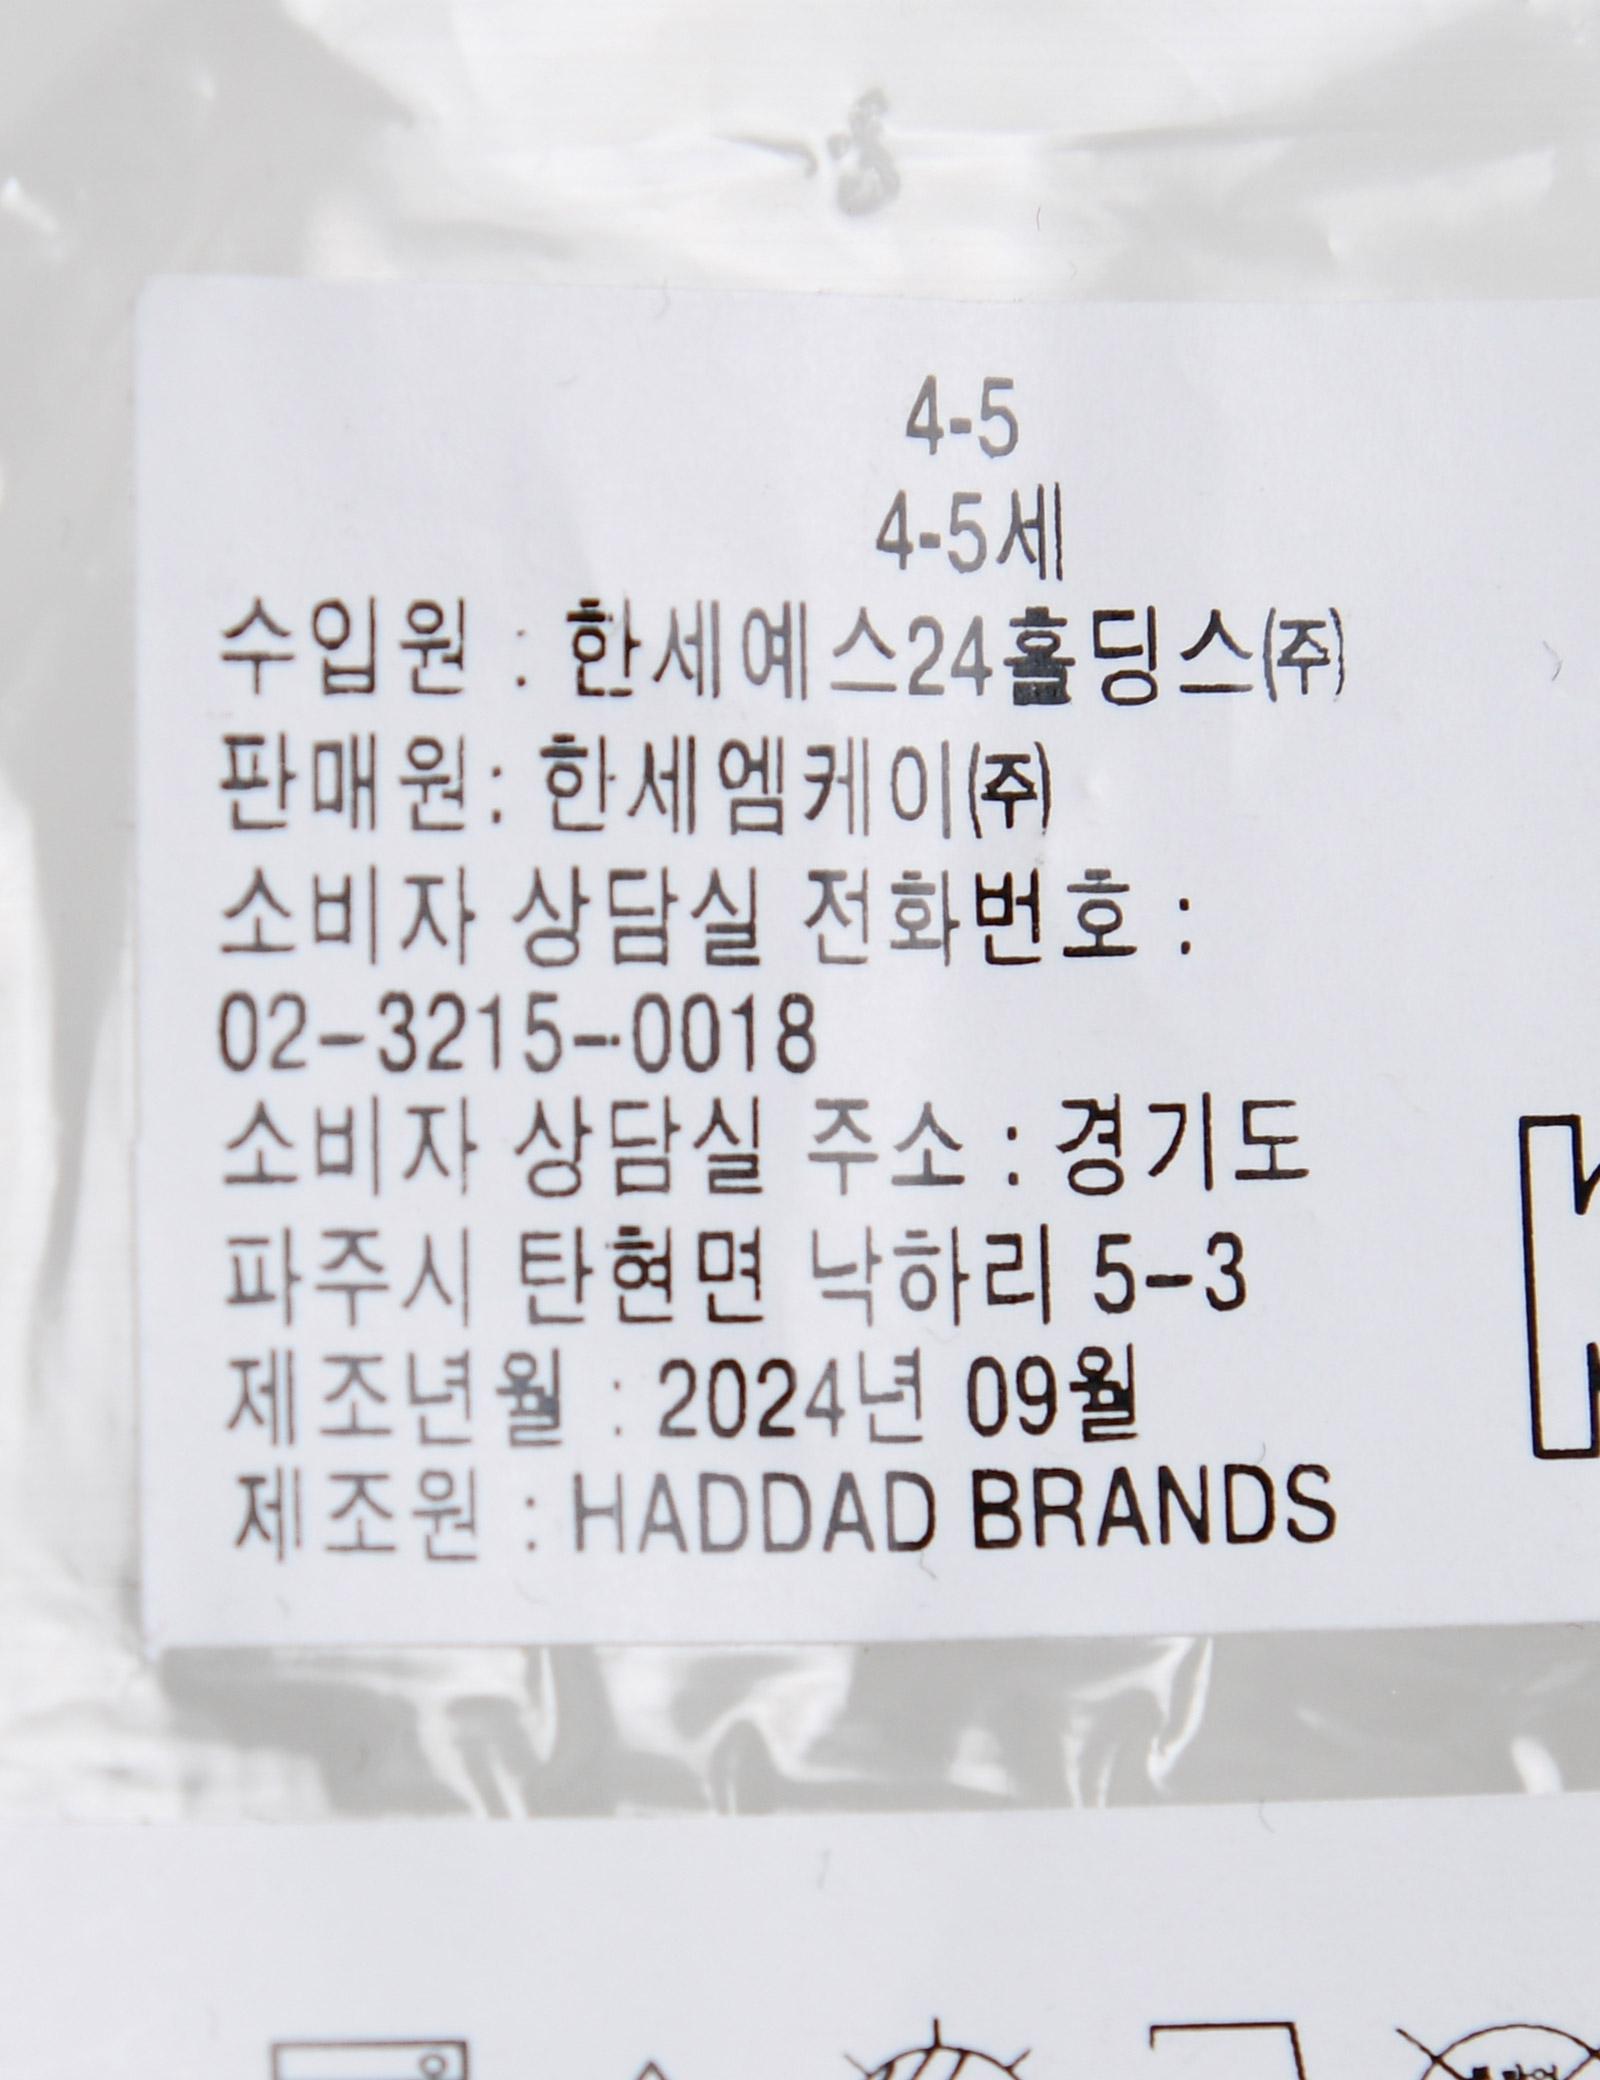 4-5
4-5세
수입원 : 한세예스24홀딩스㈜
판매원: 한세엠케이㈜
소비자 상담실 전화번호 :
02-3215-0018
소비자 상담실 주소 : 경기도
파주시 탄현면 낙하리 5-3
제조년월 : 2024년 09월
제조원 : HADDAD BRANDS